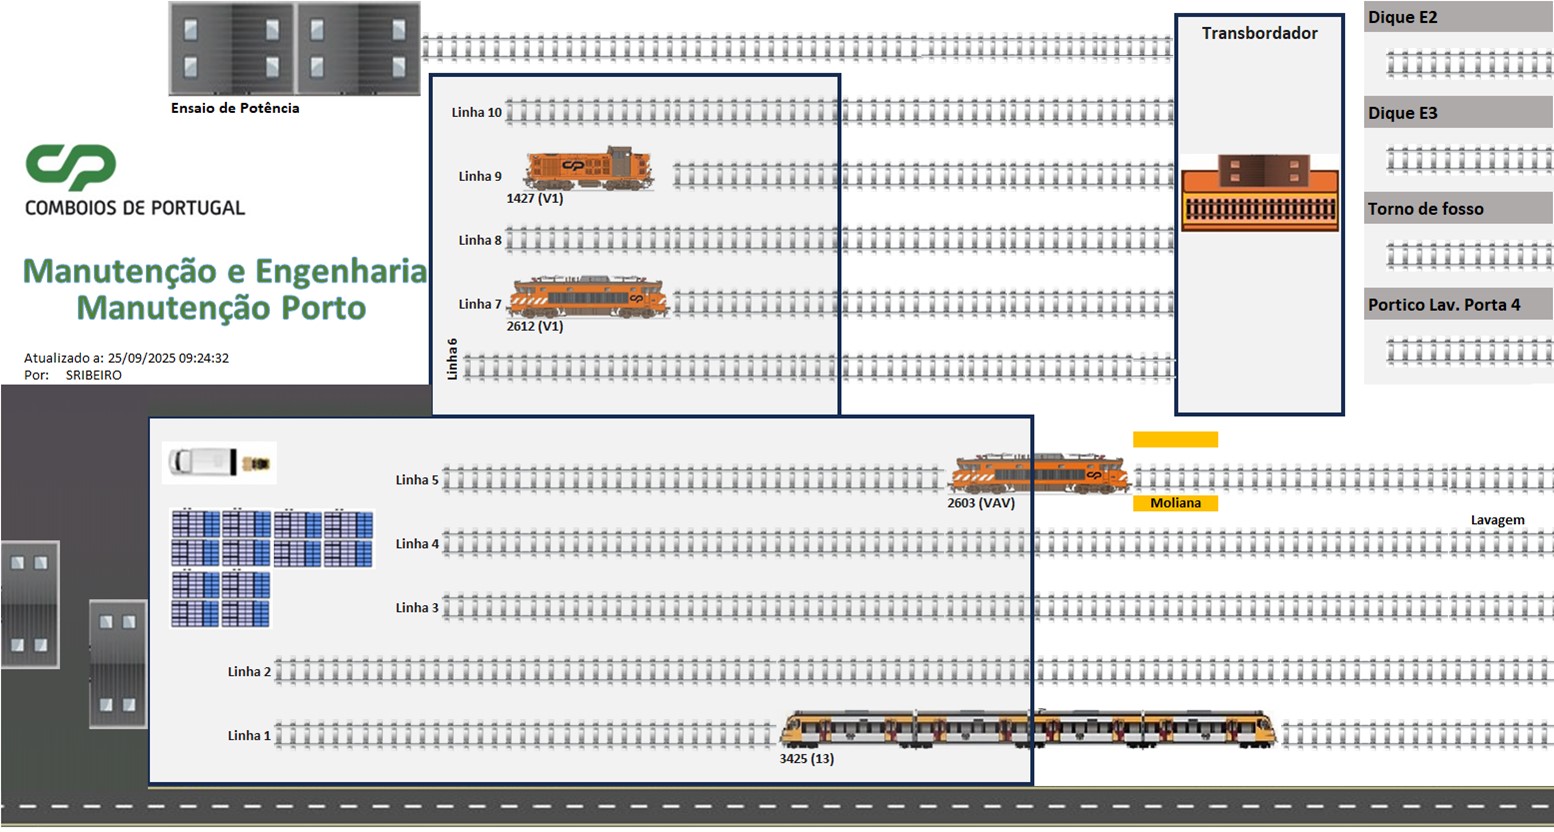 Transbordador
Dique E2
Ensaio de Potência
Linha 10
Dique E3
COMBOIOS DE PORTUGAL
Linha 9
1427 (V1)
Torno de fosso
Linha 8
Manutenção e Engenharia
Manutenção Porto
Linha 7
2612 (V1)
Portico Lav. Porta 4
Atualizado a: 25/09/2025 09:24:32
Por: SRIBEIRO
Linha 6
Linha 5
2603 (VAV)
Moliana
Lavagem
Linha 4
Linha 3
Linha 2
Linha 1
3425 (13)